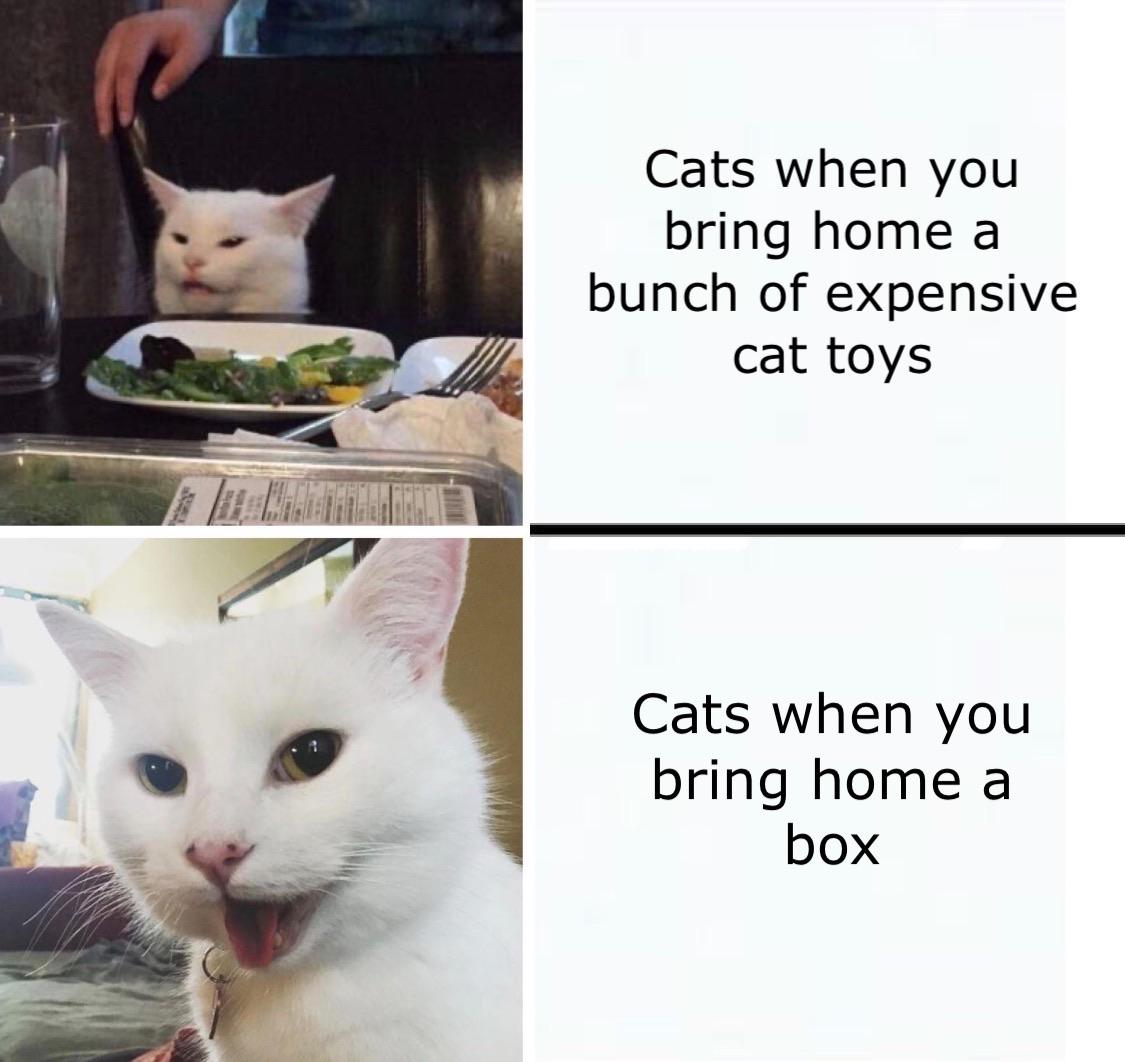 Cats when you
bring home a
bunch of expensive
cat toys
Cats when you
bring home a
box